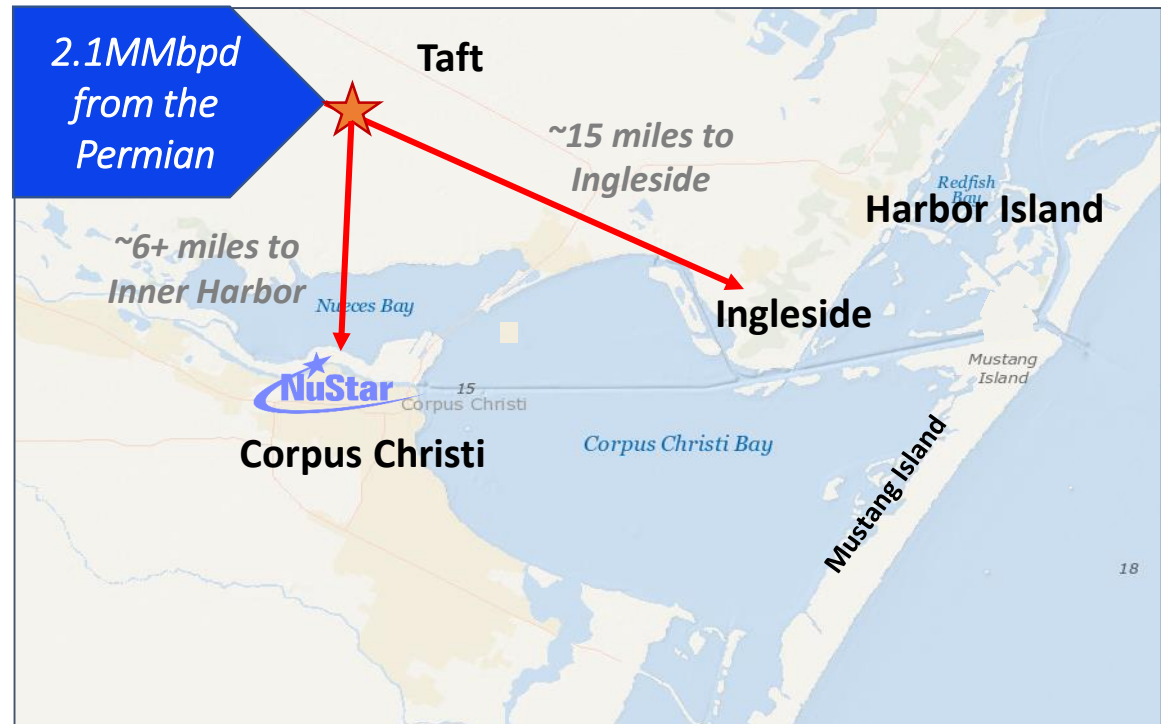 2.1MMbpd
from the
Permian
Taft
~15 miles to
Ingleside
Redfish
Bay
Harbor Island
~6+ miles to
Inner Harbor
Nueces Bay
Ingleside
NuStar
15
Corpus Christi
Mustang
Island
Corpus Christi
Corpus Christi Bay
Mustang Island
18